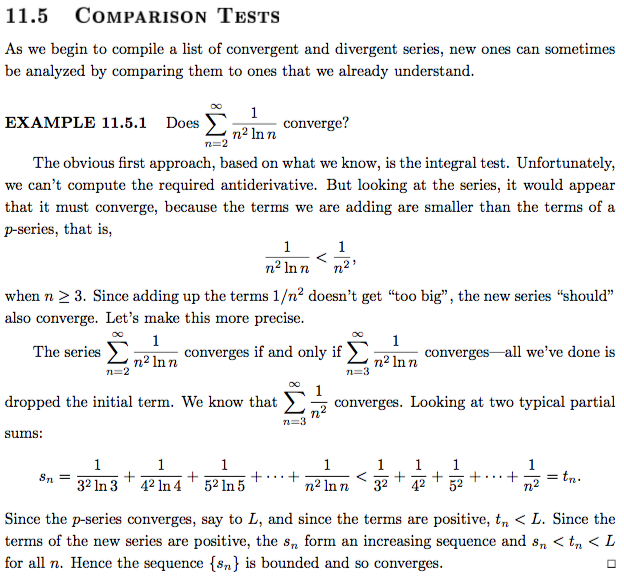 11.5 COMPARISON TESTS
As we begin to compile a list of convergent and divergent series, new ones can sometimes
be analyzed by comparing them to ones that we already understand.
EXAMPLE 11.5.1 Does $\sum_{n=2}^{\infty} \frac{1}{n^2 \ln n}$ converge?
The obvious first approach, based on what we know, is the integral test. Unfortunately,
we can't compute the required antiderivative. But looking at the series, it would appear
that it must converge, because the terms we are adding are smaller than the terms of a
p-series, that is,
$\frac{1}{n^2 \ln n} < \frac{1}{n^2},$
when $n \geq 3$. Since adding up the terms $1/n^2$ doesn't get "too big", the new series "should"
also converge. Let's make this more precise.
The series $\sum_{n=2}^{\infty} \frac{1}{n^2 \ln n}$ converges if and only if $\sum_{n=3}^{\infty} \frac{1}{n^2 \ln n}$ converges—all we've done is
dropped the initial term. We know that $\sum_{n=3}^{\infty} \frac{1}{n^2}$ converges. Looking at two typical partial
sums:
$s_n = \frac{1}{3^2 \ln 3} + \frac{1}{4^2 \ln 4} + \frac{1}{5^2 \ln 5} + \cdots + \frac{1}{n^2 \ln n} < \frac{1}{3^2} + \frac{1}{4^2} + \frac{1}{5^2} + \cdots + \frac{1}{n^2} = t_n.$
Since the p-series converges, say to $L$, and since the terms are positive, $t_n < L$. Since the
terms of the new series are positive, the $s_n$ form an increasing sequence and $s_n < t_n < L$
for all $n$. Hence the sequence $\{s_n\}$ is bounded and so converges. □